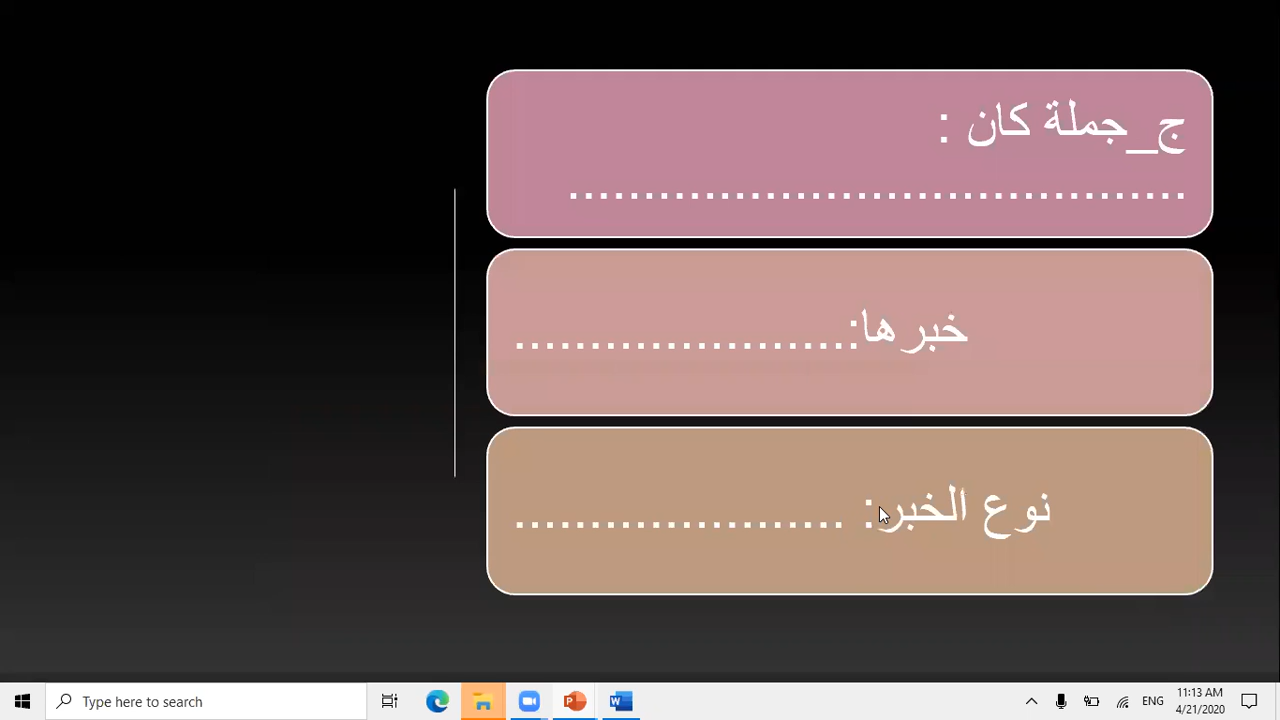 ج_جملة كان :
.........................................
خبرها:......................
نوع الخبر: ......................
Type here to search
ENG
11:13 AM
4/21/2020